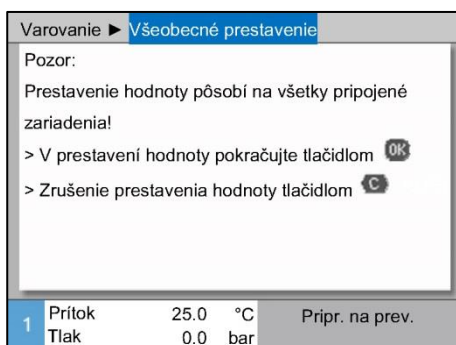 Varovanie ► Všeobecné prestavenie
Pozor:
Prestavenie hodnoty pôsobí na všetky pripojené
zariadenia!
> V prestavení hodnoty pokračujte tlačidlom OK
> Zrušenie prestavenia hodnoty tlačidlom C
1 Prítok 25.0 °C Pripr. na prev.
Tlak 0.0 bar